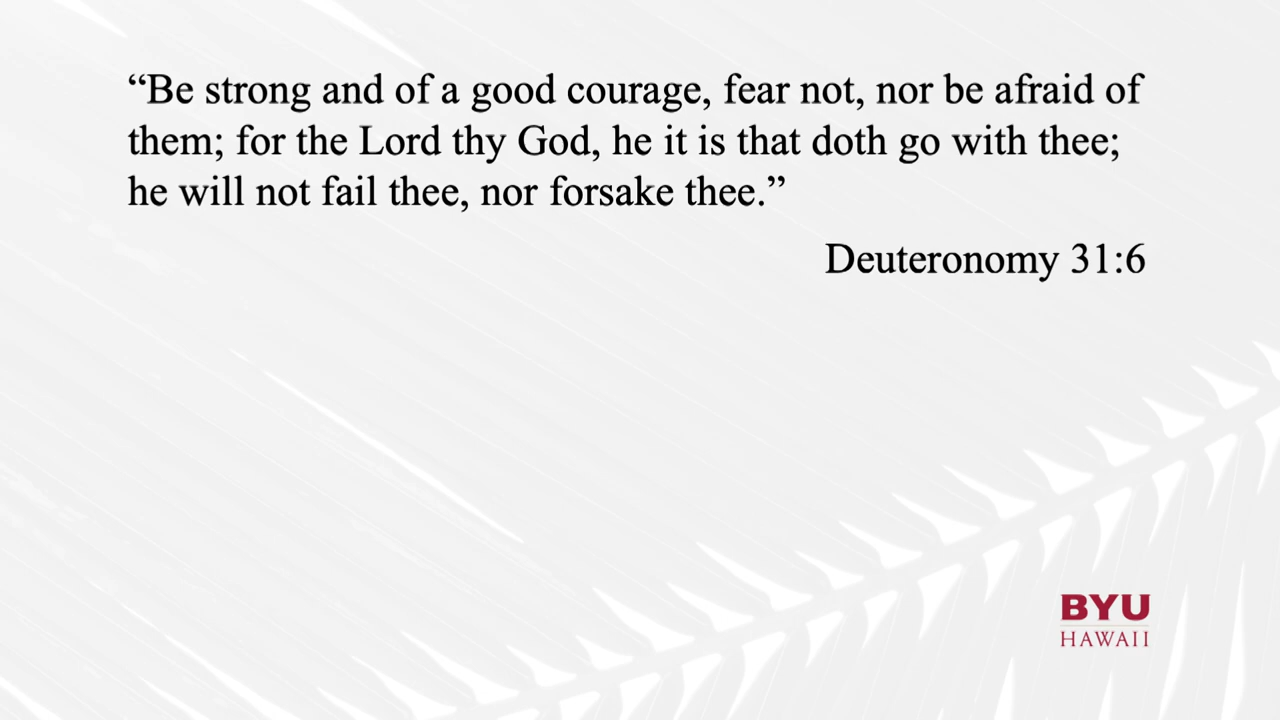 “Be strong and of a good courage, fear not, nor be afraid of
them; for the Lord thy God, he it is that doth go with thee;
he will not fail thee, nor forsake thee.”
Deuteronomy 31:6
BYU
HAWAII